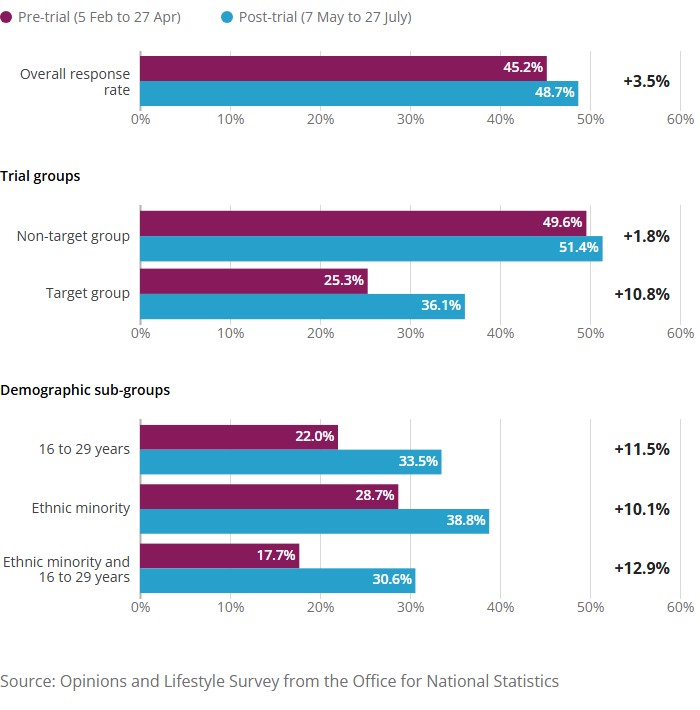 Pre-trial (5 Feb to 27 Apr) Post-trial (7 May to 27 July)
Overall response
rate
45.2%
48.7%
+3.5%
0% 10% 20% 30% 40% 50% 60%
Trial groups
Non-target group
49.6%
51.4%
+1.8%
Target group
25.3%
36.1%
+10.8%
0% 10% 20% 30% 40% 50% 60%
Demographic sub-groups
16 to 29 years
22.0%
33.5%
+11.5%
Ethnic minority
28.7%
38.8%
+10.1%
Ethnic minority and
16 to 29 years
17.7%
30.6%
+12.9%
0% 10% 20% 30% 40% 50% 60%
Source: Opinions and Lifestyle Survey from the Office for National Statistics